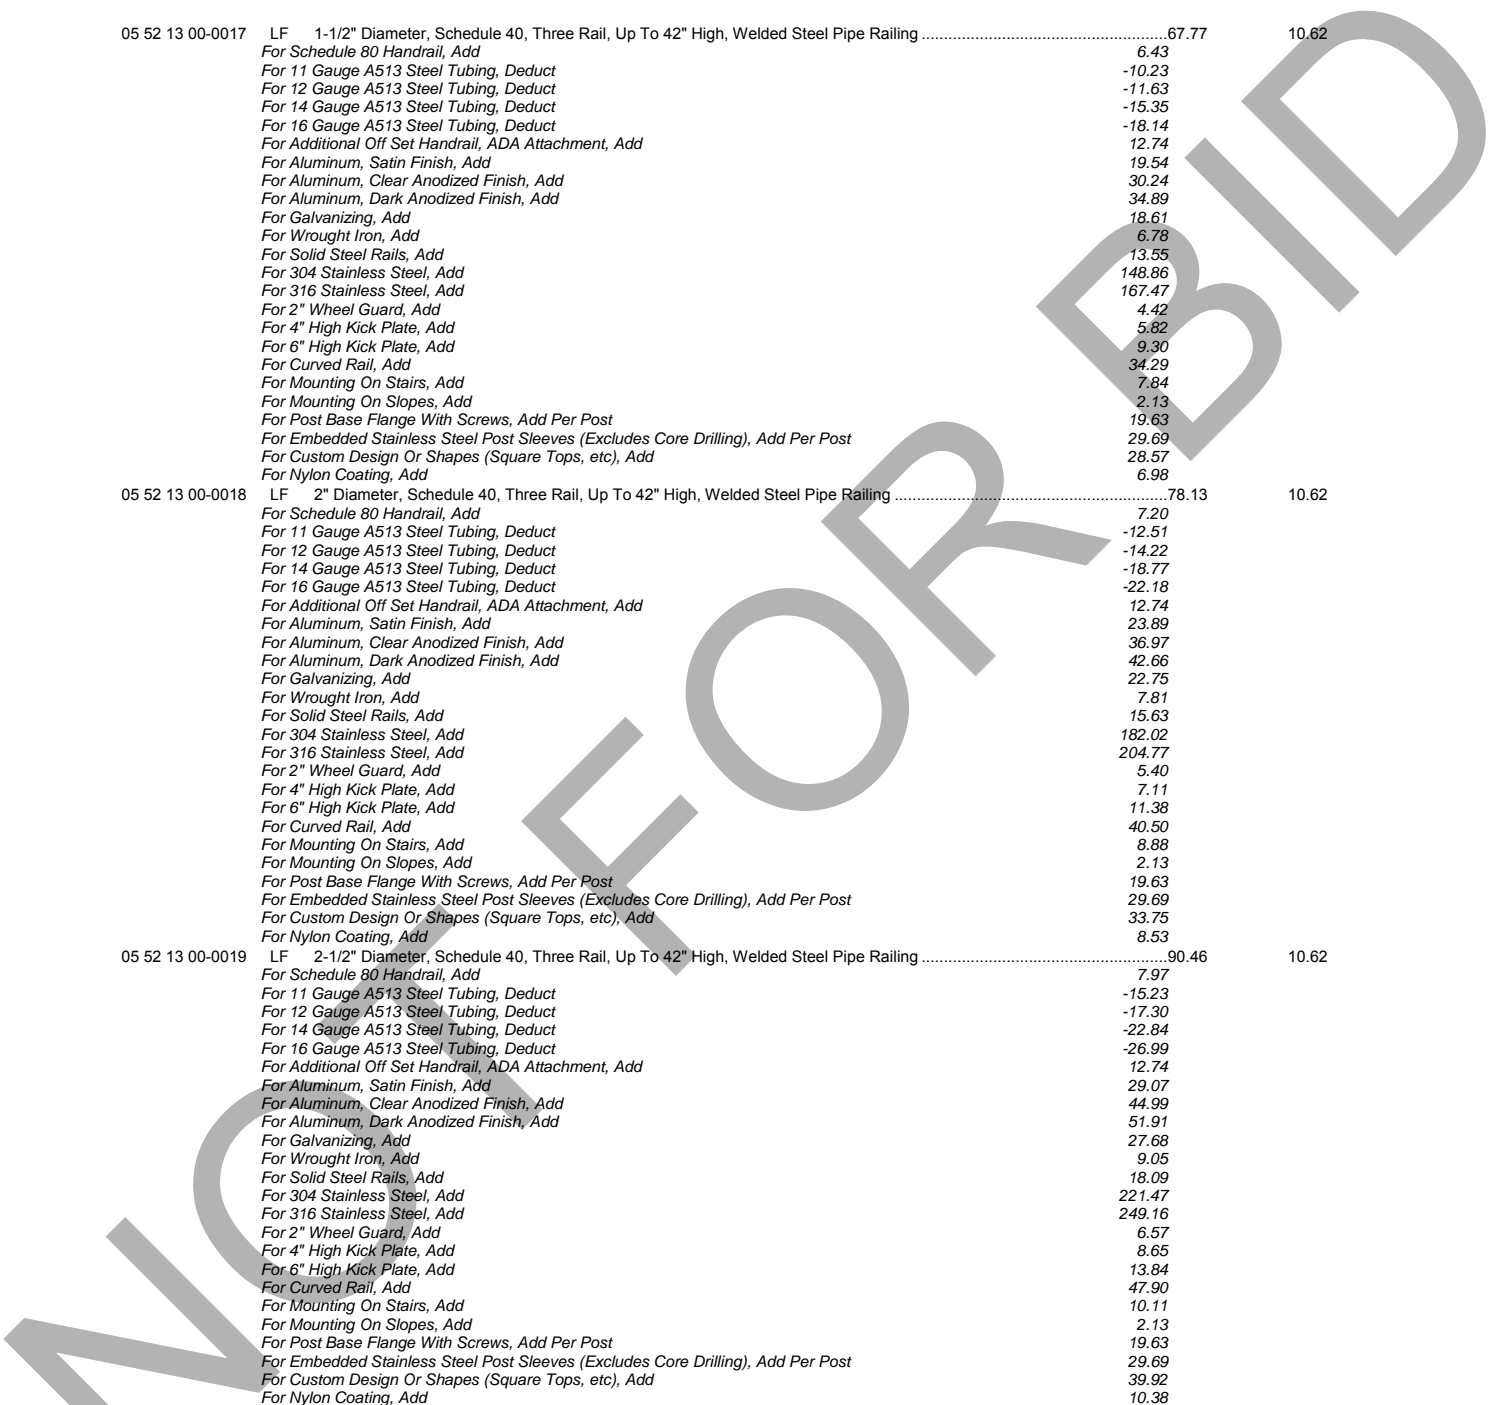 05 52 13 00-0017 LF 1-1/2" Diameter, Schedule 40, Three Rail, Up To 42" High, Welded Steel Pipe Railing ........................................................67.77 10.62
For Schedule 80 Handrail, Add 6.43
For 11 Gauge A513 Steel Tubing, Deduct -10.23
For 12 Gauge A513 Steel Tubing, Deduct -11.63
For 14 Gauge A513 Steel Tubing, Deduct -15.35
For 16 Gauge A513 Steel Tubing, Deduct -18.14
For Additional Off Set Handrail, ADA Attachment, Add 12.74
For Aluminum, Satin Finish, Add 19.54
For Aluminum, Clear Anodized Finish, Add 30.24
For Aluminum, Dark Anodized Finish, Add 34.89
For Galvanizing, Add 18.61
For Wrought Iron, Add 6.78
For Solid Steel Rails, Add 13.55
For 304 Stainless Steel, Add 148.86
For 316 Stainless Steel, Add 167.47
For 2" Wheel Guard, Add 4.42
For 4" High Kick Plate, Add 5.82
For 6" High Kick Plate, Add 9.30
For Curved Rail, Add 34.29
For Mounting On Stairs, Add 7.84
For Mounting On Slopes, Add 2.13
For Post Base Flange With Screws, Add Per Post 19.63
For Embedded Stainless Steel Post Sleeves (Excludes Core Drilling), Add Per Post 29.69
For Custom Design Or Shapes (Square Tops, etc), Add 28.57
For Nylon Coating, Add 6.98
05 52 13 00-0018 LF 2" Diameter, Schedule 40, Three Rail, Up To 42" High, Welded Steel Pipe Railing ..............................................................78.13 10.62
For Schedule 80 Handrail, Add 7.20
For 11 Gauge A513 Steel Tubing, Deduct -12.51
For 12 Gauge A513 Steel Tubing, Deduct -14.22
For 14 Gauge A513 Steel Tubing, Deduct -18.77
For 16 Gauge A513 Steel Tubing, Deduct -22.18
For Additional Off Set Handrail, ADA Attachment, Add 12.74
For Aluminum, Satin Finish, Add 23.89
For Aluminum, Clear Anodized Finish, Add 36.97
For Aluminum, Dark Anodized Finish, Add 42.66
For Galvanizing, Add 22.75
For Wrought Iron, Add 7.81
For Solid Steel Rails, Add 15.63
For 304 Stainless Steel, Add 182.02
For 316 Stainless Steel, Add 204.77
For 2" Wheel Guard, Add 5.40
For 4" High Kick Plate, Add 7.11
For 6" High Kick Plate, Add 11.38
For Curved Rail, Add 40.50
For Mounting On Stairs, Add 8.88
For Mounting On Slopes, Add 2.13
For Post Base Flange With Screws, Add Per Post 19.63
For Embedded Stainless Steel Post Sleeves (Excludes Core Drilling), Add Per Post 29.69
For Custom Design Or Shapes (Square Tops, etc), Add 33.75
For Nylon Coating, Add 8.53
05 52 13 00-0019 LF 2-1/2" Diameter, Schedule 40, Three Rail, Up To 42" High, Welded Steel Pipe Railing ........................................................90.46 10.62
For Schedule 80 Handrail, Add 7.97
For 11 Gauge A513 Steel Tubing, Deduct -15.23
For 12 Gauge A513 Steel Tubing, Deduct -17.30
For 14 Gauge A513 Steel Tubing, Deduct -22.84
For 16 Gauge A513 Steel Tubing, Deduct -26.99
For Additional Off Set Handrail, ADA Attachment, Add 12.74
For Aluminum, Satin Finish, Add 29.07
For Aluminum, Clear Anodized Finish, Add 44.99
For Aluminum, Dark Anodized Finish, Add 51.91
For Galvanizing, Add 27.68
For Wrought Iron, Add 9.05
For Solid Steel Rails, Add 18.09
For 304 Stainless Steel, Add 221.47
For 316 Stainless Steel, Add 249.16
For 2" Wheel Guard, Add 6.57
For 4" High Kick Plate, Add 8.65
For 6" High Kick Plate, Add 13.84
For Curved Rail, Add 47.90
For Mounting On Stairs, Add 10.11
For Mounting On Slopes, Add 2.13
For Post Base Flange With Screws, Add Per Post 19.63
For Embedded Stainless Steel Post Sleeves (Excludes Core Drilling), Add Per Post 29.69
For Custom Design Or Shapes (Square Tops, etc), Add 39.92
For Nylon Coating, Add 10.38
NOT FOR BID